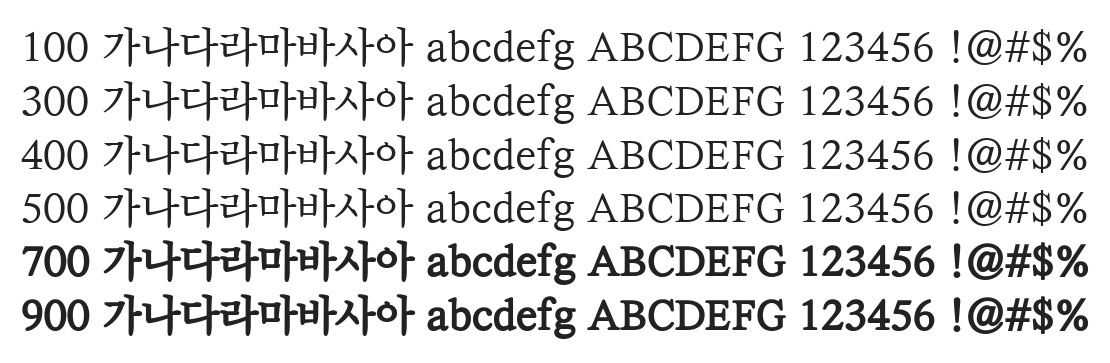 100 가나다라마바사아 abcdefg ABCDEFG 123456 !@#$%
300 가나다라마바사아 abcdefg ABCDEFG 123456 !@#$%
400 가나다라마바사아 abcdefg ABCDEFG 123456 !@#$%
500 가나다라마바사아 abcdefg ABCDEFG 123456 !@#$%
700 가나다라마바사아 abcdefg ABCDEFG 123456 !@#$%
900 가나다라마바사아 abcdefg ABCDEFG 123456 !@#$%